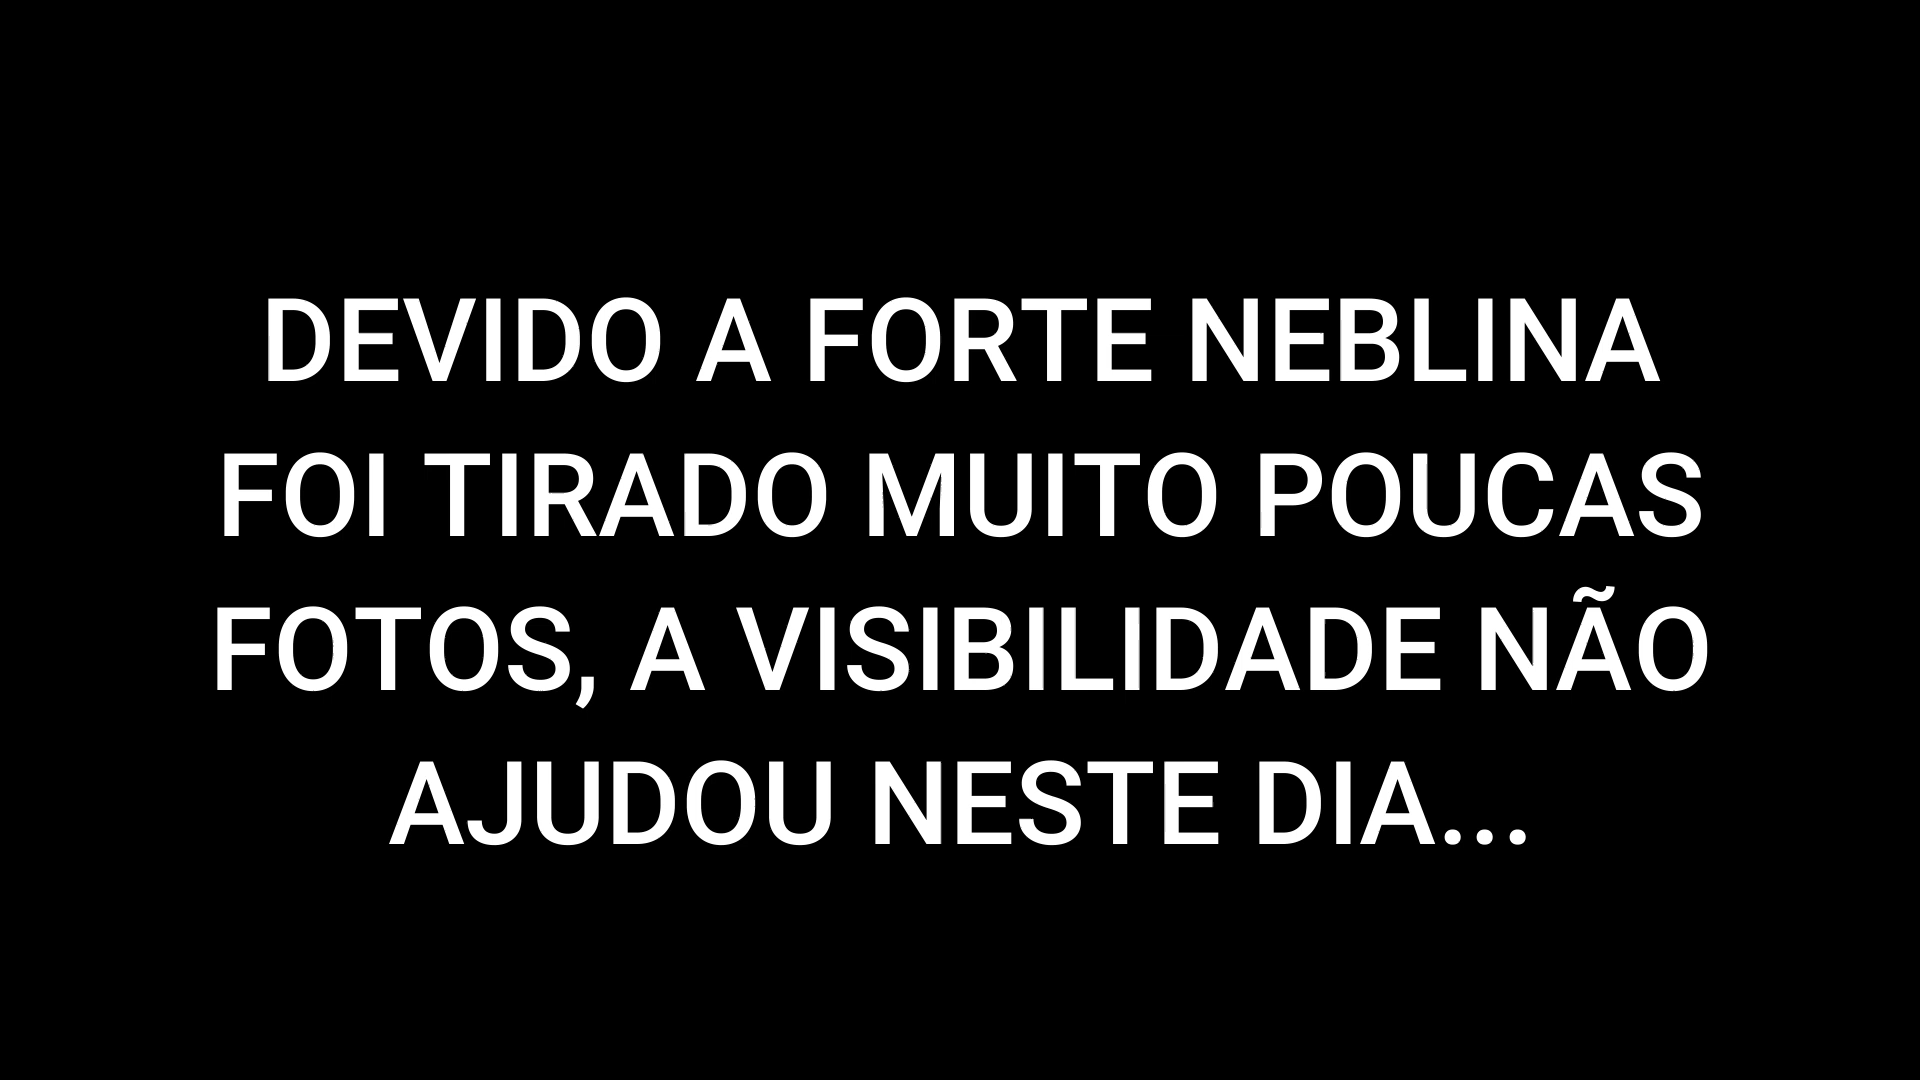 DEVIDO A FORTE NEBLINA
FOI TIRADO MUITO POUCAS
FOTOS, A VISIBILIDADE NÃO
AJUDOU NESTE DIA...